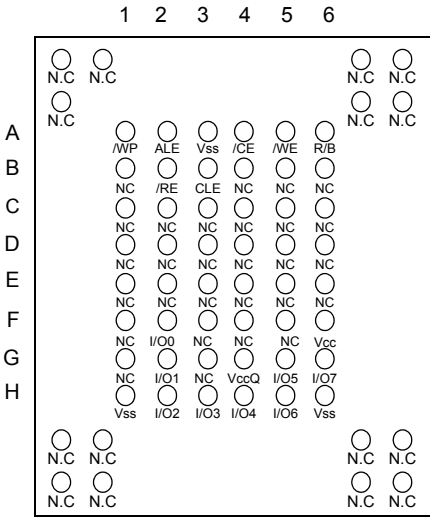 1 2 3 4 5 6
N.C N.C N.C N.C
N.C N.C N.C
A
/WP ALE Vss /CE /WE R/B
B
NC /RE CLE NC NC NC
C
NC NC NC NC NC NC
D
NC NC NC NC NC NC
E
NC NC NC NC NC NC
F
NC I/O0 NC NC NC Vcc
G
NC I/O1 NC VccQ I/O5 I/O7
H
Vss I/O2 I/O3 I/O4 I/O6 Vss
N.C N.C N.C N.C
N.C N.C N.C N.C